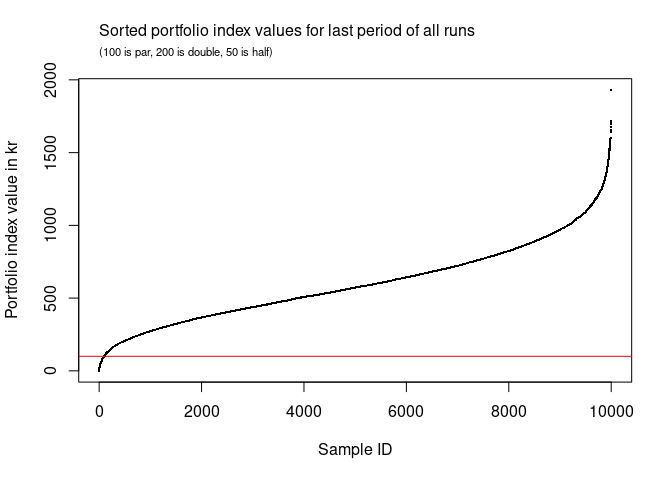 Sorted portfolio index values for last period of all runs
(100 is par, 200 is double, 50 is half)
Portfolio index value in kr
2000
1500
1000
500
0
0 2000 4000 6000 8000 10000
Sample ID